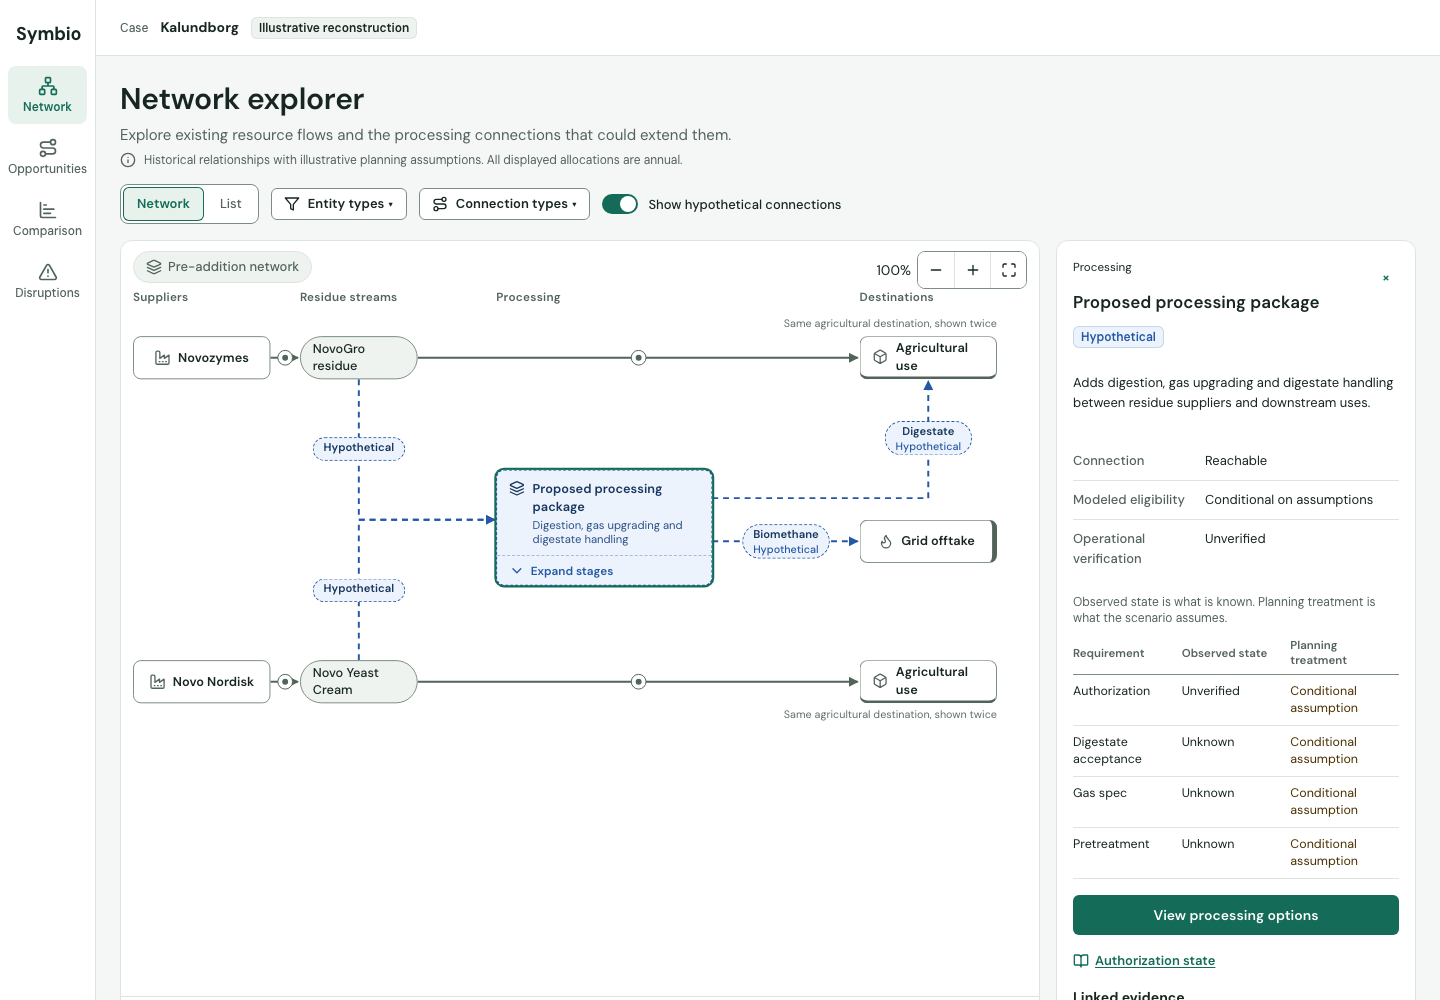 Symbio
Case Kalundborg Illustrative reconstruction
Network
Opportunities
Comparison
Disruptions
Network explorer
Explore existing resource flows and the processing connections that could extend them.
Historical relationships with illustrative planning assumptions. All displayed allocations are annual.
Network List Entity types Connection types Show hypothetical connections
Pre-addition network
100%
Suppliers Residue streams Processing Destinations
Same agricultural destination, shown twice
Novozymes
NovoGro
residue
Agricultural
use
Hypothetical
Digestate
Hypothetical
Proposed processing
package
Digestion, gas upgrading and
digestate handling
Expand stages
Biomethane
Hypothetical
Grid offtake
Hypothetical
Novo Nordisk
Novo Yeast
Cream
Agricultural
use
Same agricultural destination, shown twice
Processing
Proposed processing package
Hypothetical
Adds digestion, gas upgrading and digestate handling
between residue suppliers and downstream uses.
Connection Reachable
Modeled eligibility Conditional on assumptions
Operational
verification
Unverified
Observed state is what is known. Planning treatment is
what the scenario assumes.
Requirement Observed state Planning
treatment
Authorization Unverified Conditional
assumption
Digestate
acceptance
Unknown Conditional
assumption
Gas spec Unknown Conditional
assumption
Pretreatment Unknown Conditional
assumption
View processing options
Authorization state
Linked evidence